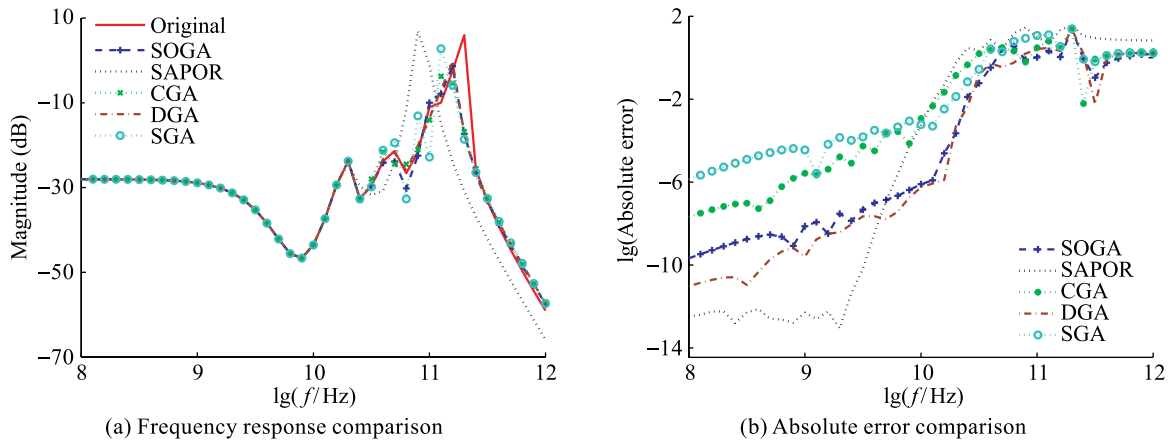 10
−10
−30
−50
−70
Magnitude (dB)
Original
SOGA
SAPOR
CGA
DGA
SGA
8
9
10
11
12
lg(f/Hz)
(a) Frequency response comparison
2
−2
−6
−10
−14
lg(Absolute error)
SOGA
SAPOR
CGA
DGA
SGA
8
9
10
11
12
lg(f/Hz)
(b) Absolute error comparison